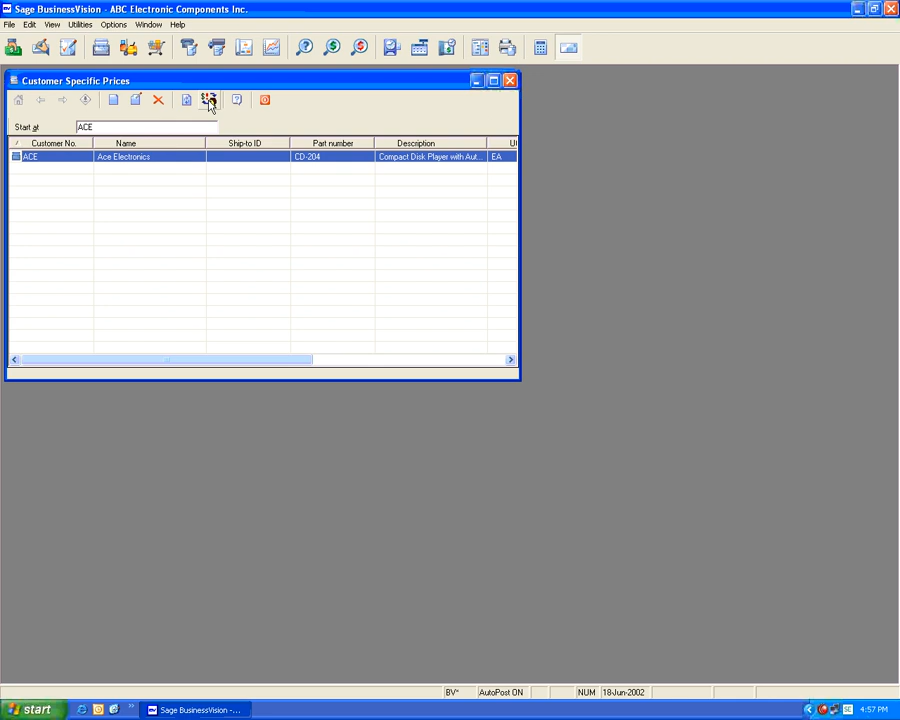 Sage BusinessVision - ABC Electronic Components Inc.
File Edit View Utilities Options Window Help
Customer Specific Prices
Start at ACE
/ Customer No. Name Ship-to ID Part number Description U
ACE Ace Electronics CD-204 Compact Disk Player with Aut... EA
BV* AutoPost ON NUM 18-Jun-2002
start Sage BusinessVision -... SE 4:57 PM